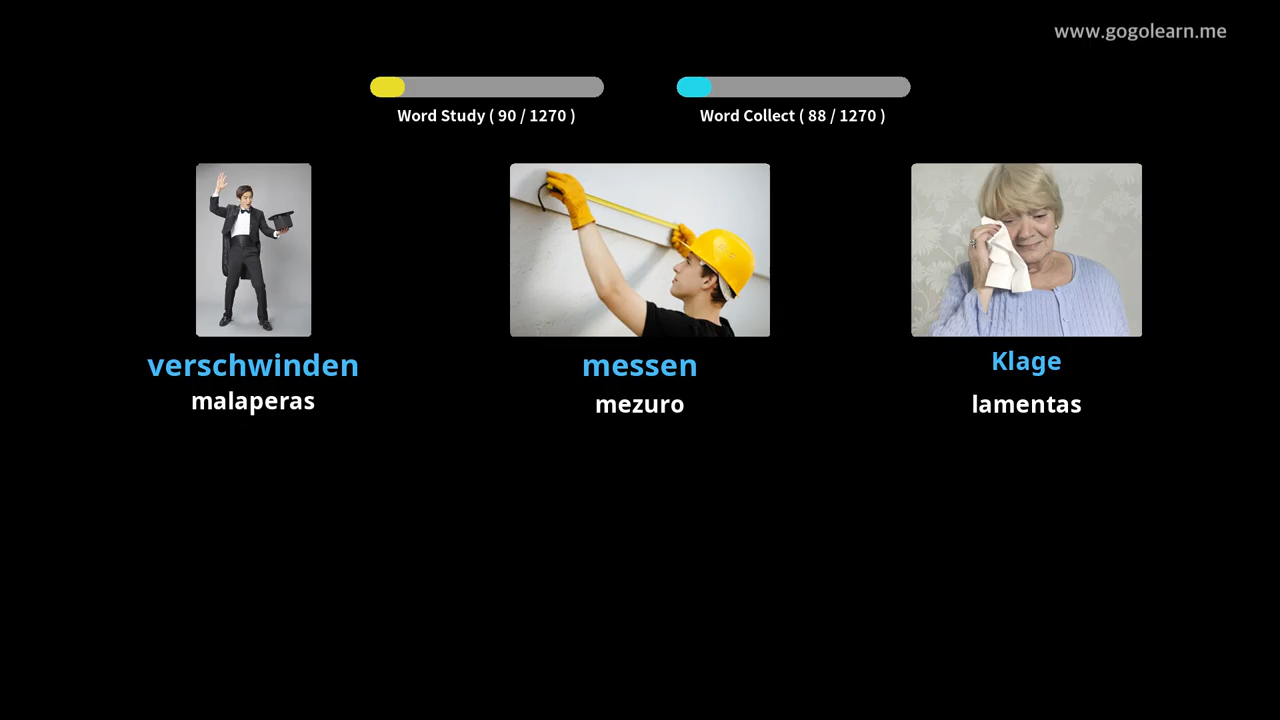 www.gogolearn.me
Word Study ( 90 / 1270 )
Word Collect ( 88 / 1270 )
verschwinden
malaperas
messen
mezuro
Klage
lamentas